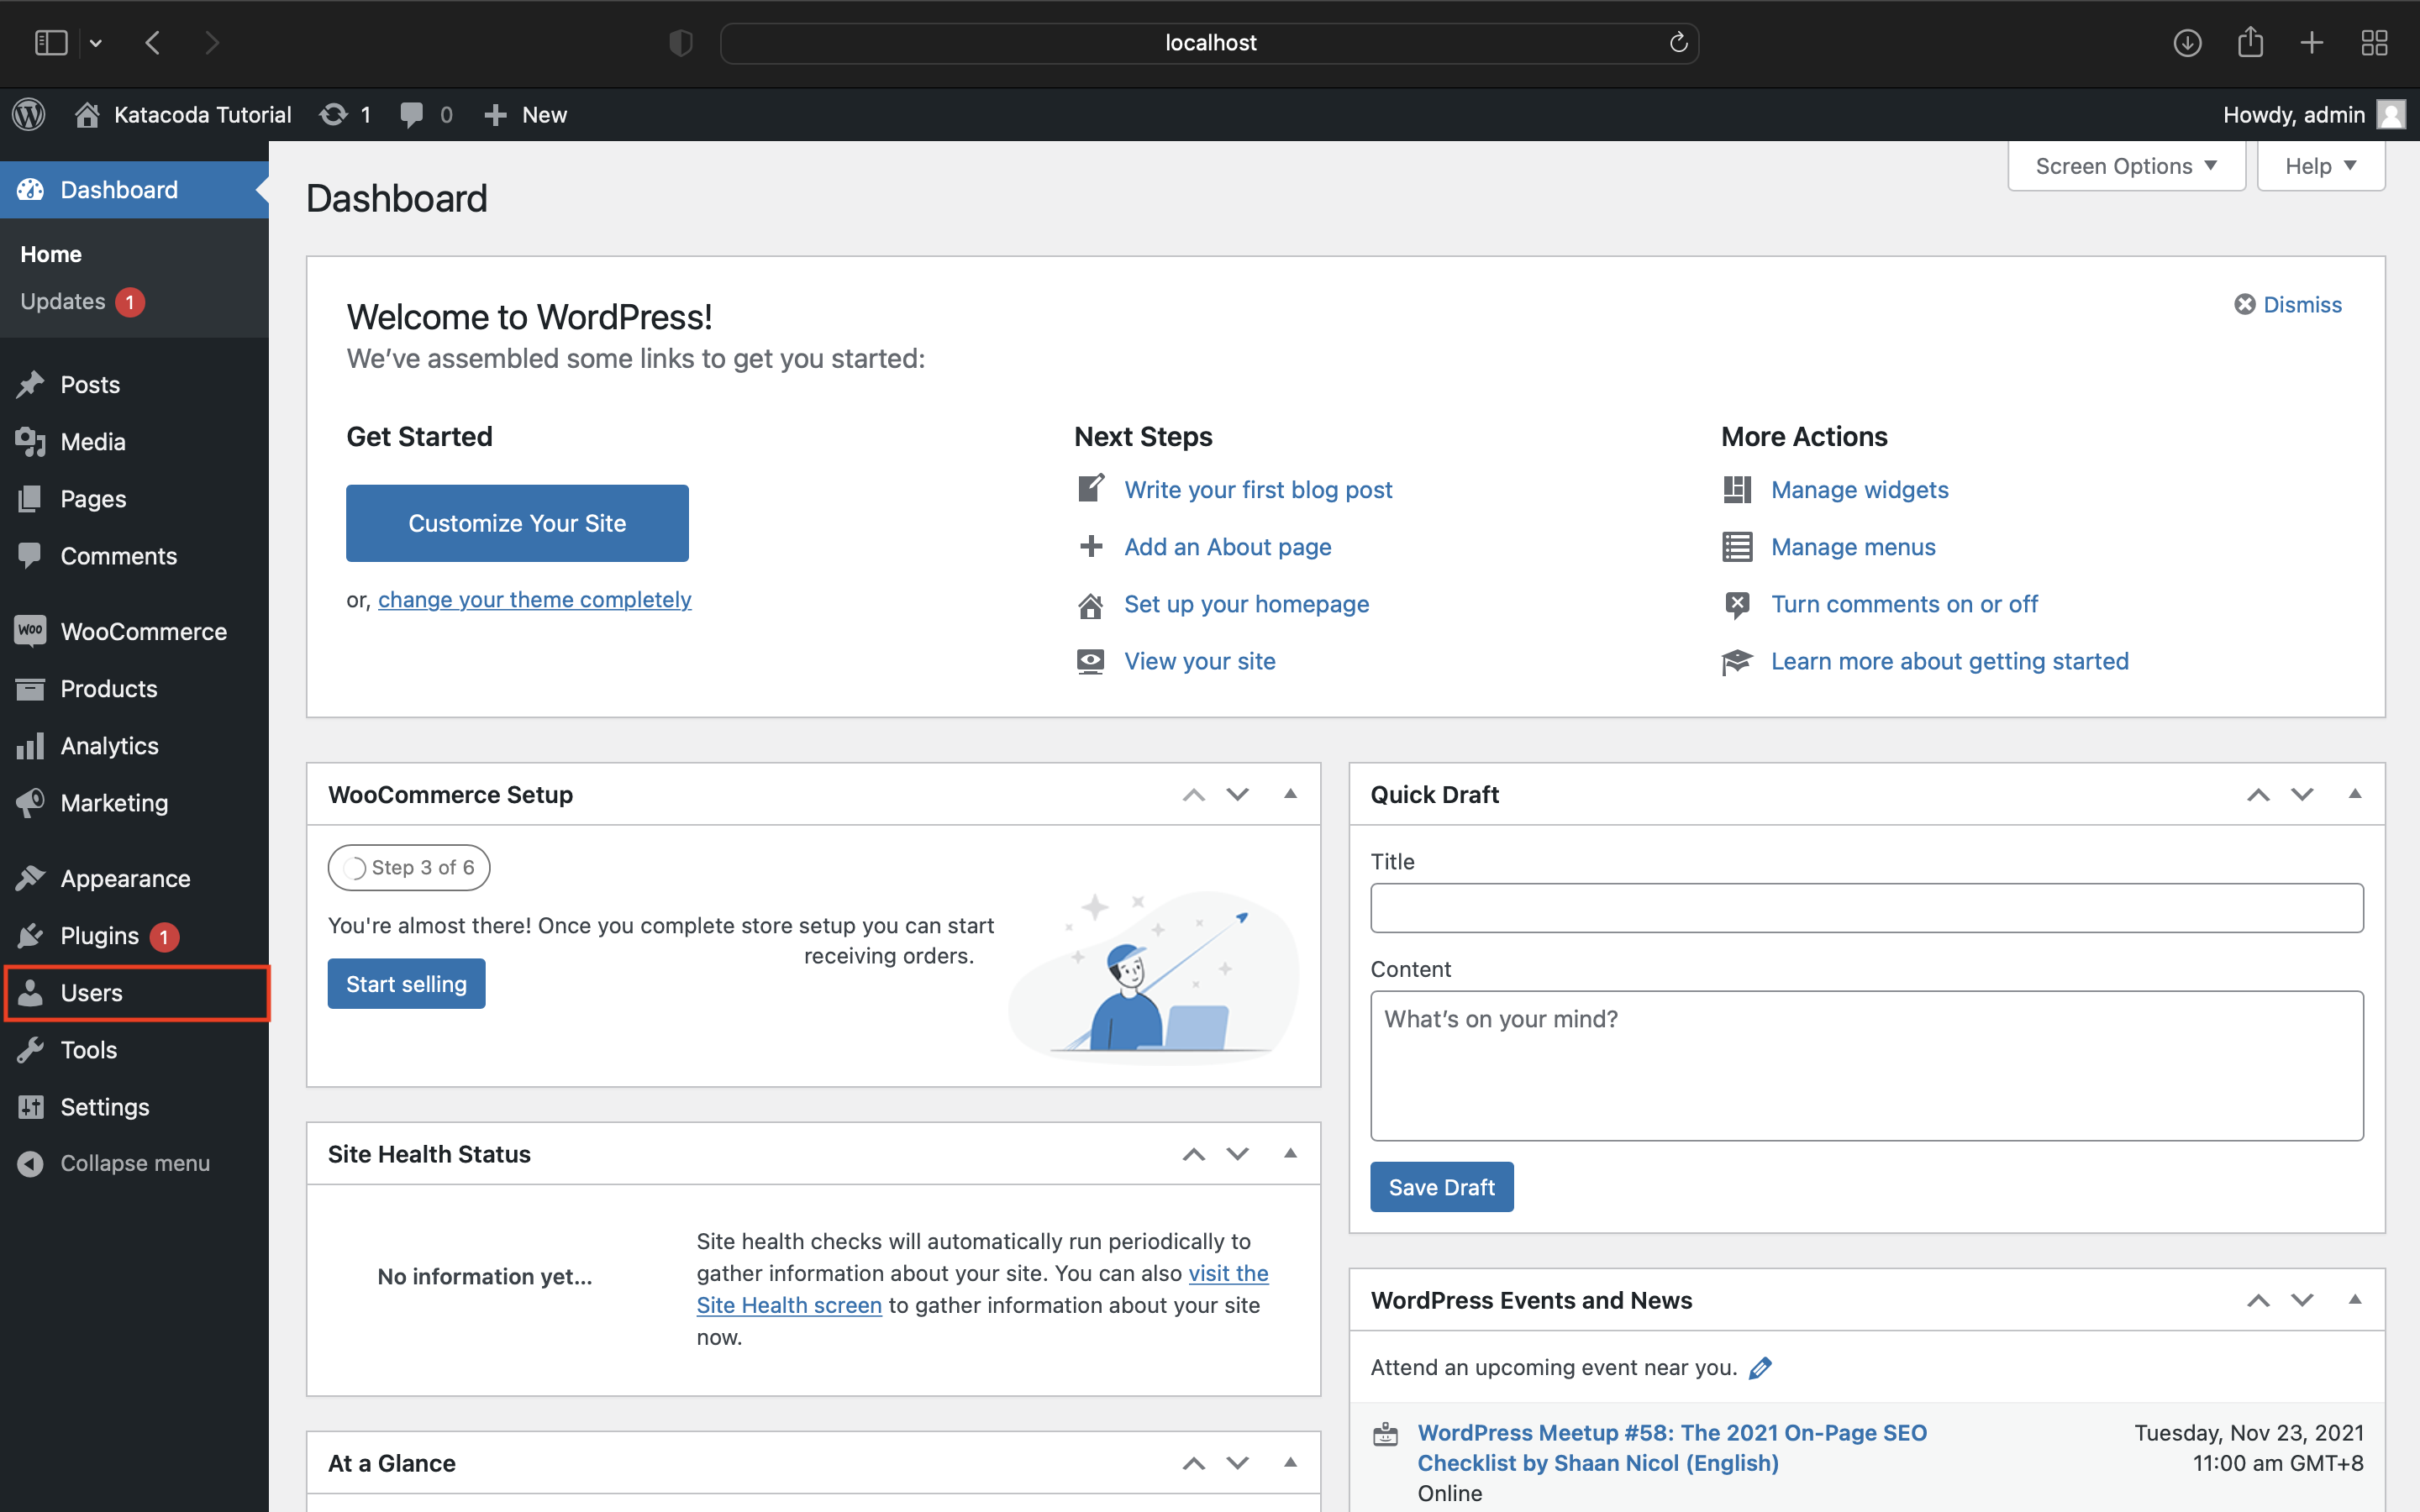 localhost
Katacoda Tutorial
1
0
New
Howdy, admin
Dashboard
Home
Updates 1
Posts
Media
Pages
Comments
Woo WooCommerce
Products
Analytics
Marketing
Appearance
Plugins 1
Users
Tools
Settings
Collapse menu
Screen Options
Help
Dashboard
Welcome to WordPress!
Dismiss
We’ve assembled some links to get you started:
Get Started
Customize Your Site
or, change your theme completely
Next Steps
Write your first blog post
Add an About page
Set up your homepage
View your site
More Actions
Manage widgets
Manage menus
Turn comments on or off
Learn more about getting started
WooCommerce Setup
Step 3 of 6
You're almost there! Once you complete store setup you can start
receiving orders.
Start selling
Site Health Status
No information yet...
Site health checks will automatically run periodically to
gather information about your site. You can also visit the
Site Health screen to gather information about your site
now.
At a Glance
Quick Draft
Title
Content
What’s on your mind?
Save Draft
WordPress Events and News
Attend an upcoming event near you.
WordPress Meetup #58: The 2021 On-Page SEO
Checklist by Shaan Nicol (English)
Online
Tuesday, Nov 23, 2021
11:00 am GMT+8